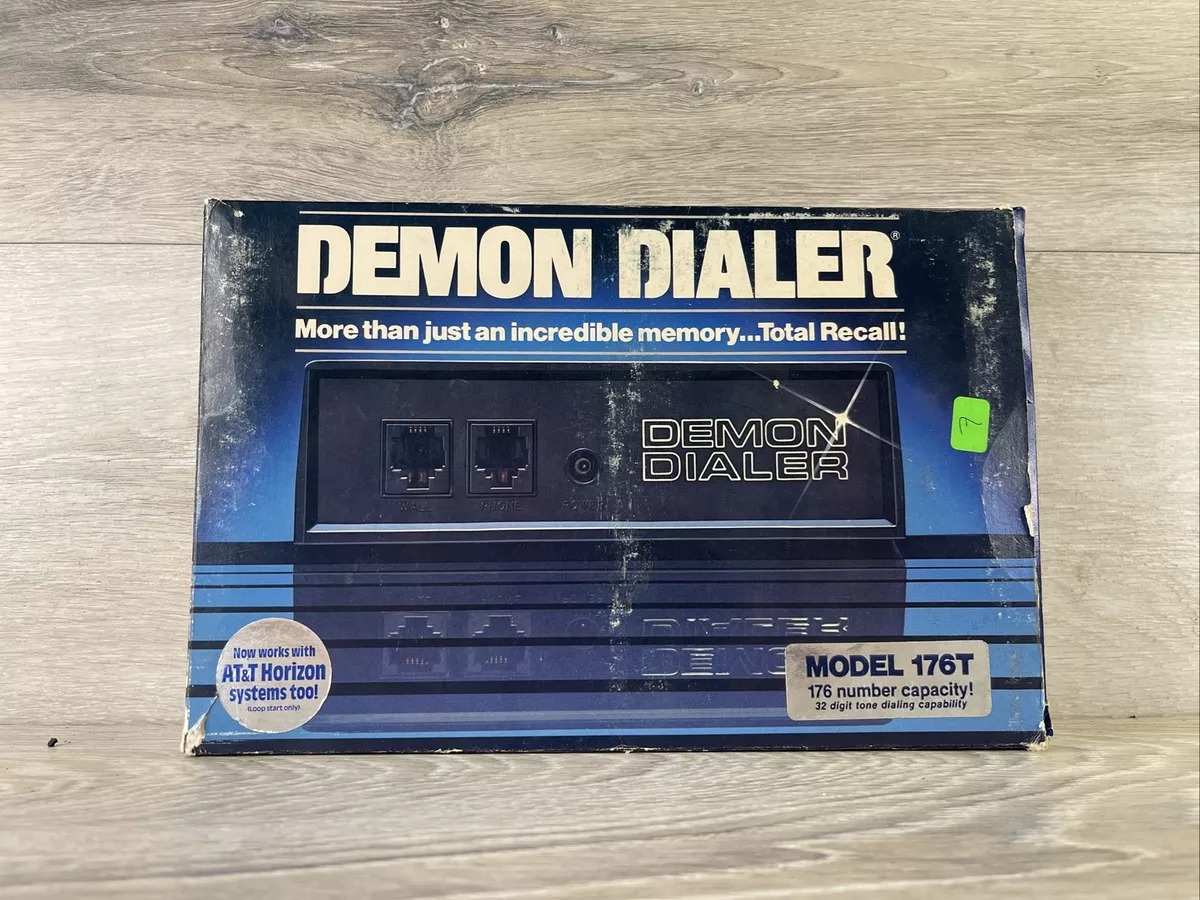 DEMON DIALER®
More than just an incredible memory...Total Recall!
DEMON
DIALER
WALL PHONE POWER
7
Now works with
AT&T Horizon
systems too!
(Loop start only)
MODEL 176T
176 number capacity!
32 digit tone dialing capability